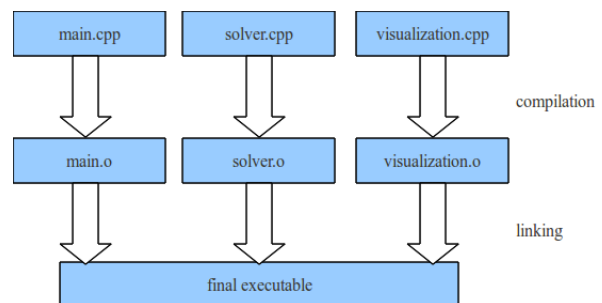 main.cpp
solver.cpp
visualization.cpp
compilation
main.o
solver.o
visualization.o
linking
final executable